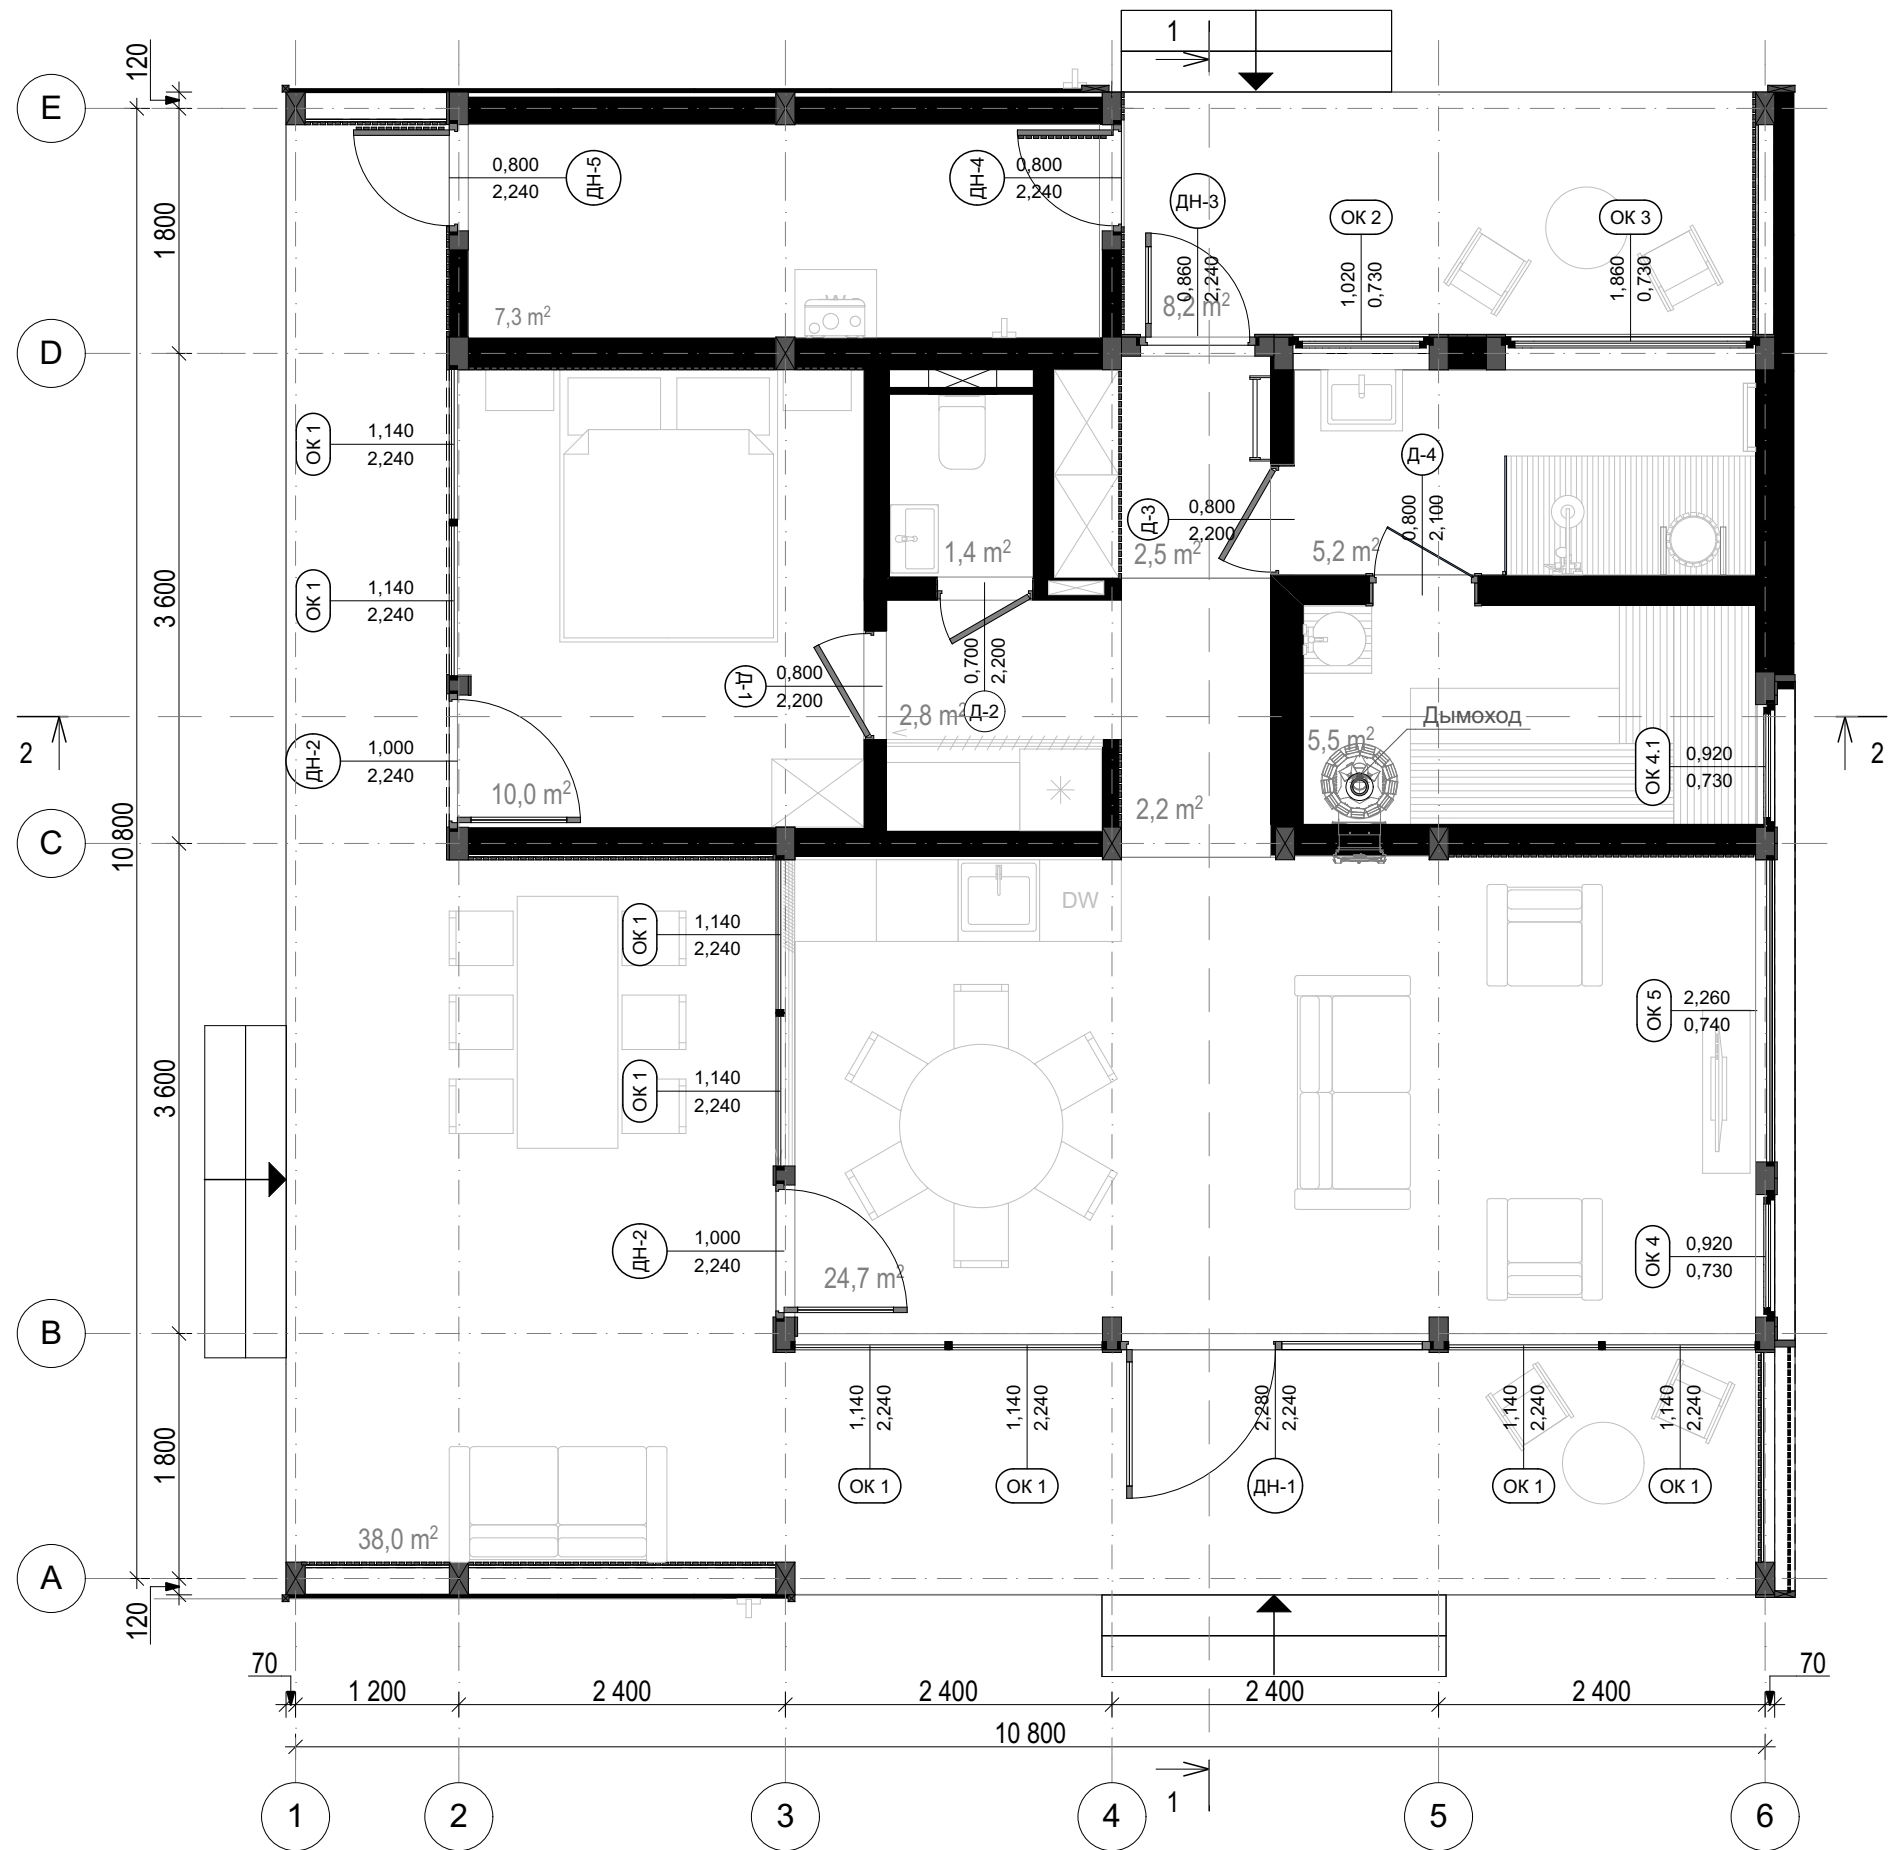 120
1
E
0,800
2,240
ДН-5
ДН-4
0,800
2,240
ДН-3
0,860
2,240
ОК 2
1,020
0,730
ОК 3
1,860
0,730
1 800
7,3 m²
8,2 m²
D
ОК 1
1,140
2,240
Д-4
0,800
2,100
Д-3
0,800
2,200
1,4 m²
2,5 m²
5,2 m²
3 600
ОК 1
1,140
2,240
0,700
2,200
Д-2
Д-1
0,800
2,200
2,8 m²
Дымоход
5,5 m²
2
ДН-2
1,000
2,240
ОК 4.1
0,920
0,730
2
10,0 m²
2,2 m²
10 800
C
DW
ОК 1
1,140
2,240
ОК 5
2,260
0,740
3 600
ОК 1
1,140
2,240
ДН-2
1,000
2,240
ОК 4
0,920
0,730
24,7 m²
B
1,140
2,240
1,140
2,240
2,280
2,240
1,140
2,240
1,140
2,240
1 800
ОК 1
ОК 1
ДН-1
ОК 1
ОК 1
38,0 m²
A
120
70
1 200
2 400
2 400
2 400
2 400
70
10 800
1
1
2
3
4
5
6